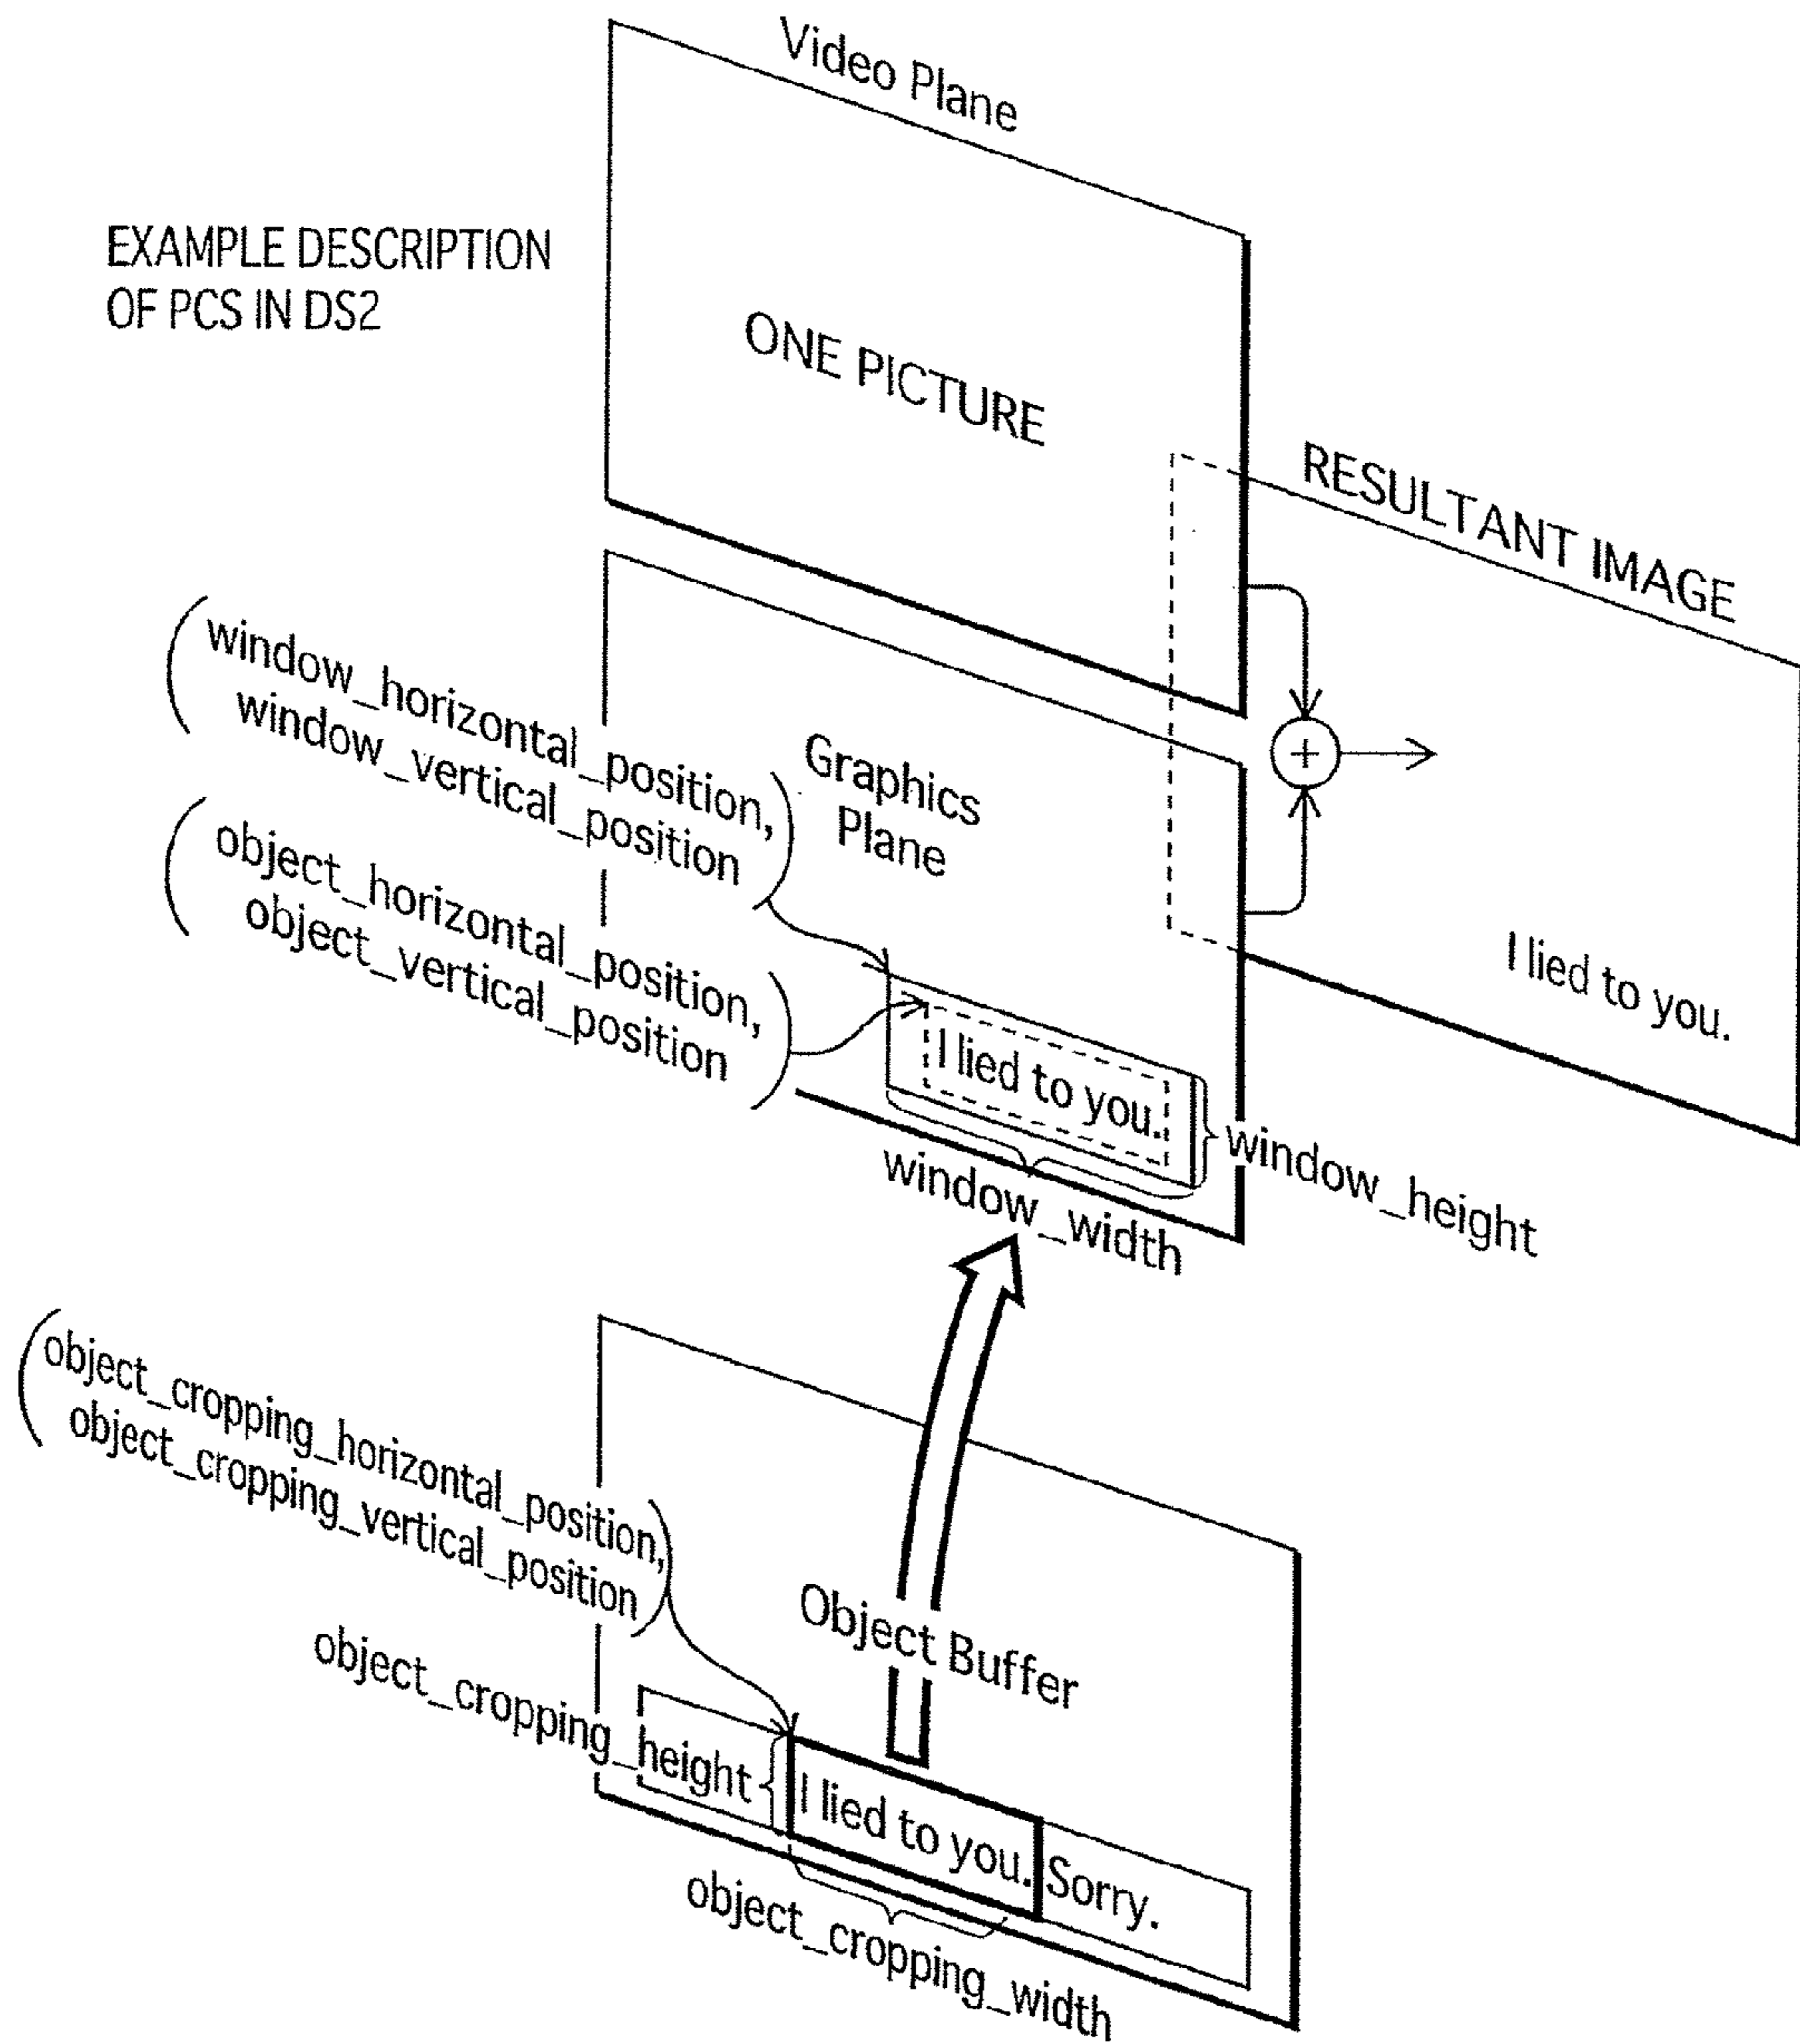 Video Plane
EXAMPLE DESCRIPTION
OF PCS IN DS2
ONE PICTURE
RESULTANT IMAGE
(window_horizontal_position,
window_vertical_position)
Graphics
Plane
+
(object_horizontal_position,
object_vertical_position)
I lied to you.
I lied to you.
window_height
window_width
(object_cropping_horizontal_position,
object_cropping_vertical_position)
Object Buffer
object_cropping_height
I lied to you. Sorry.
object_cropping_width